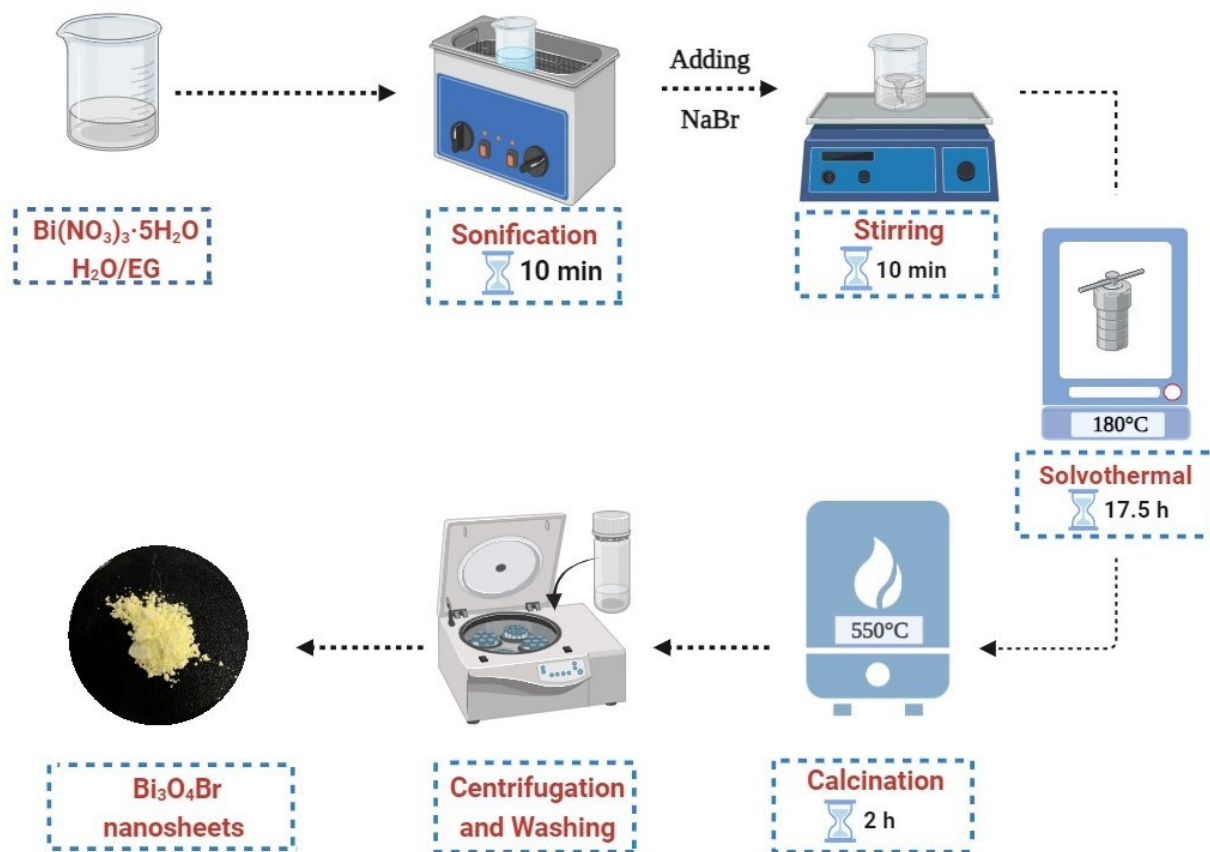 Bi(NO₃)₃·5H₂O
H₂O/EG
Sonification
10 min
Adding
NaBr
Stirring
10 min
180°C
Solvothermal
17.5 h
550°C
Calcination
2 h
Centrifugation
and Washing
Bi₃O₄Br
nanosheets